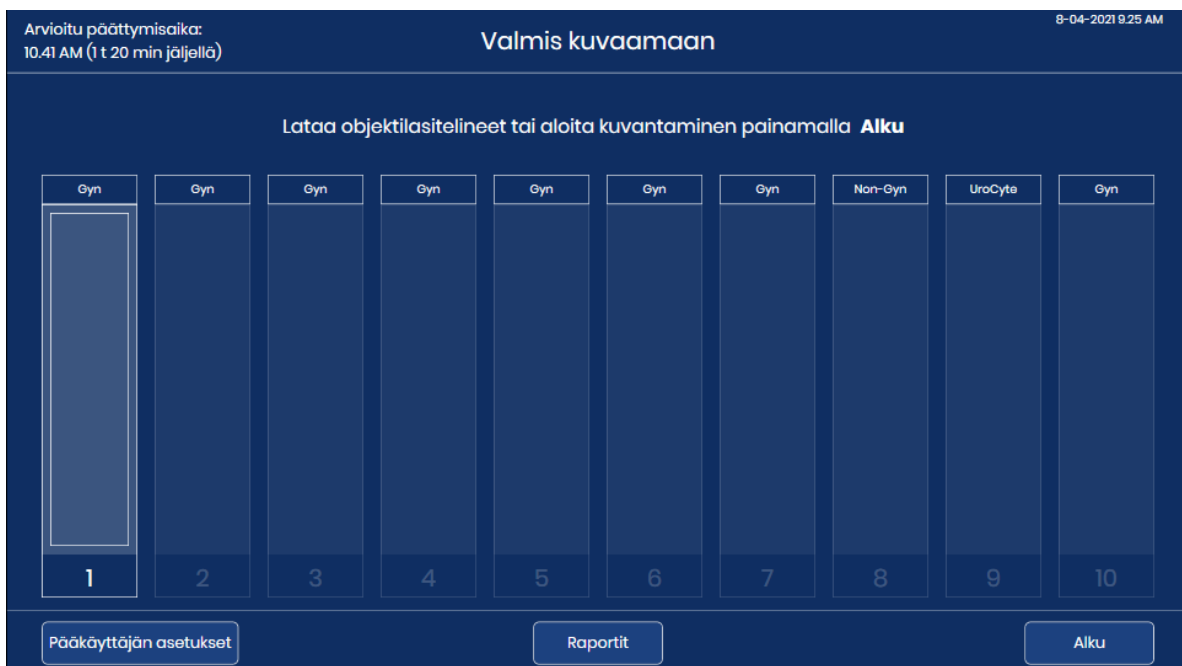 Arvioitu päättymisaika:
10.41 AM (1 t 20 min jäljellä)
Valmis kuvaamaan
8-04-2021 9.25 AM
Lataa objektilasitelineet tai aloita kuvantaminen painamalla Alku
Gyn Gyn Gyn Gyn Gyn Gyn Gyn Non-Gyn UroCyte Gyn
1 2 3 4 5 6 7 8 9 10
Pääkäyttäjän asetukset Raportit Alku